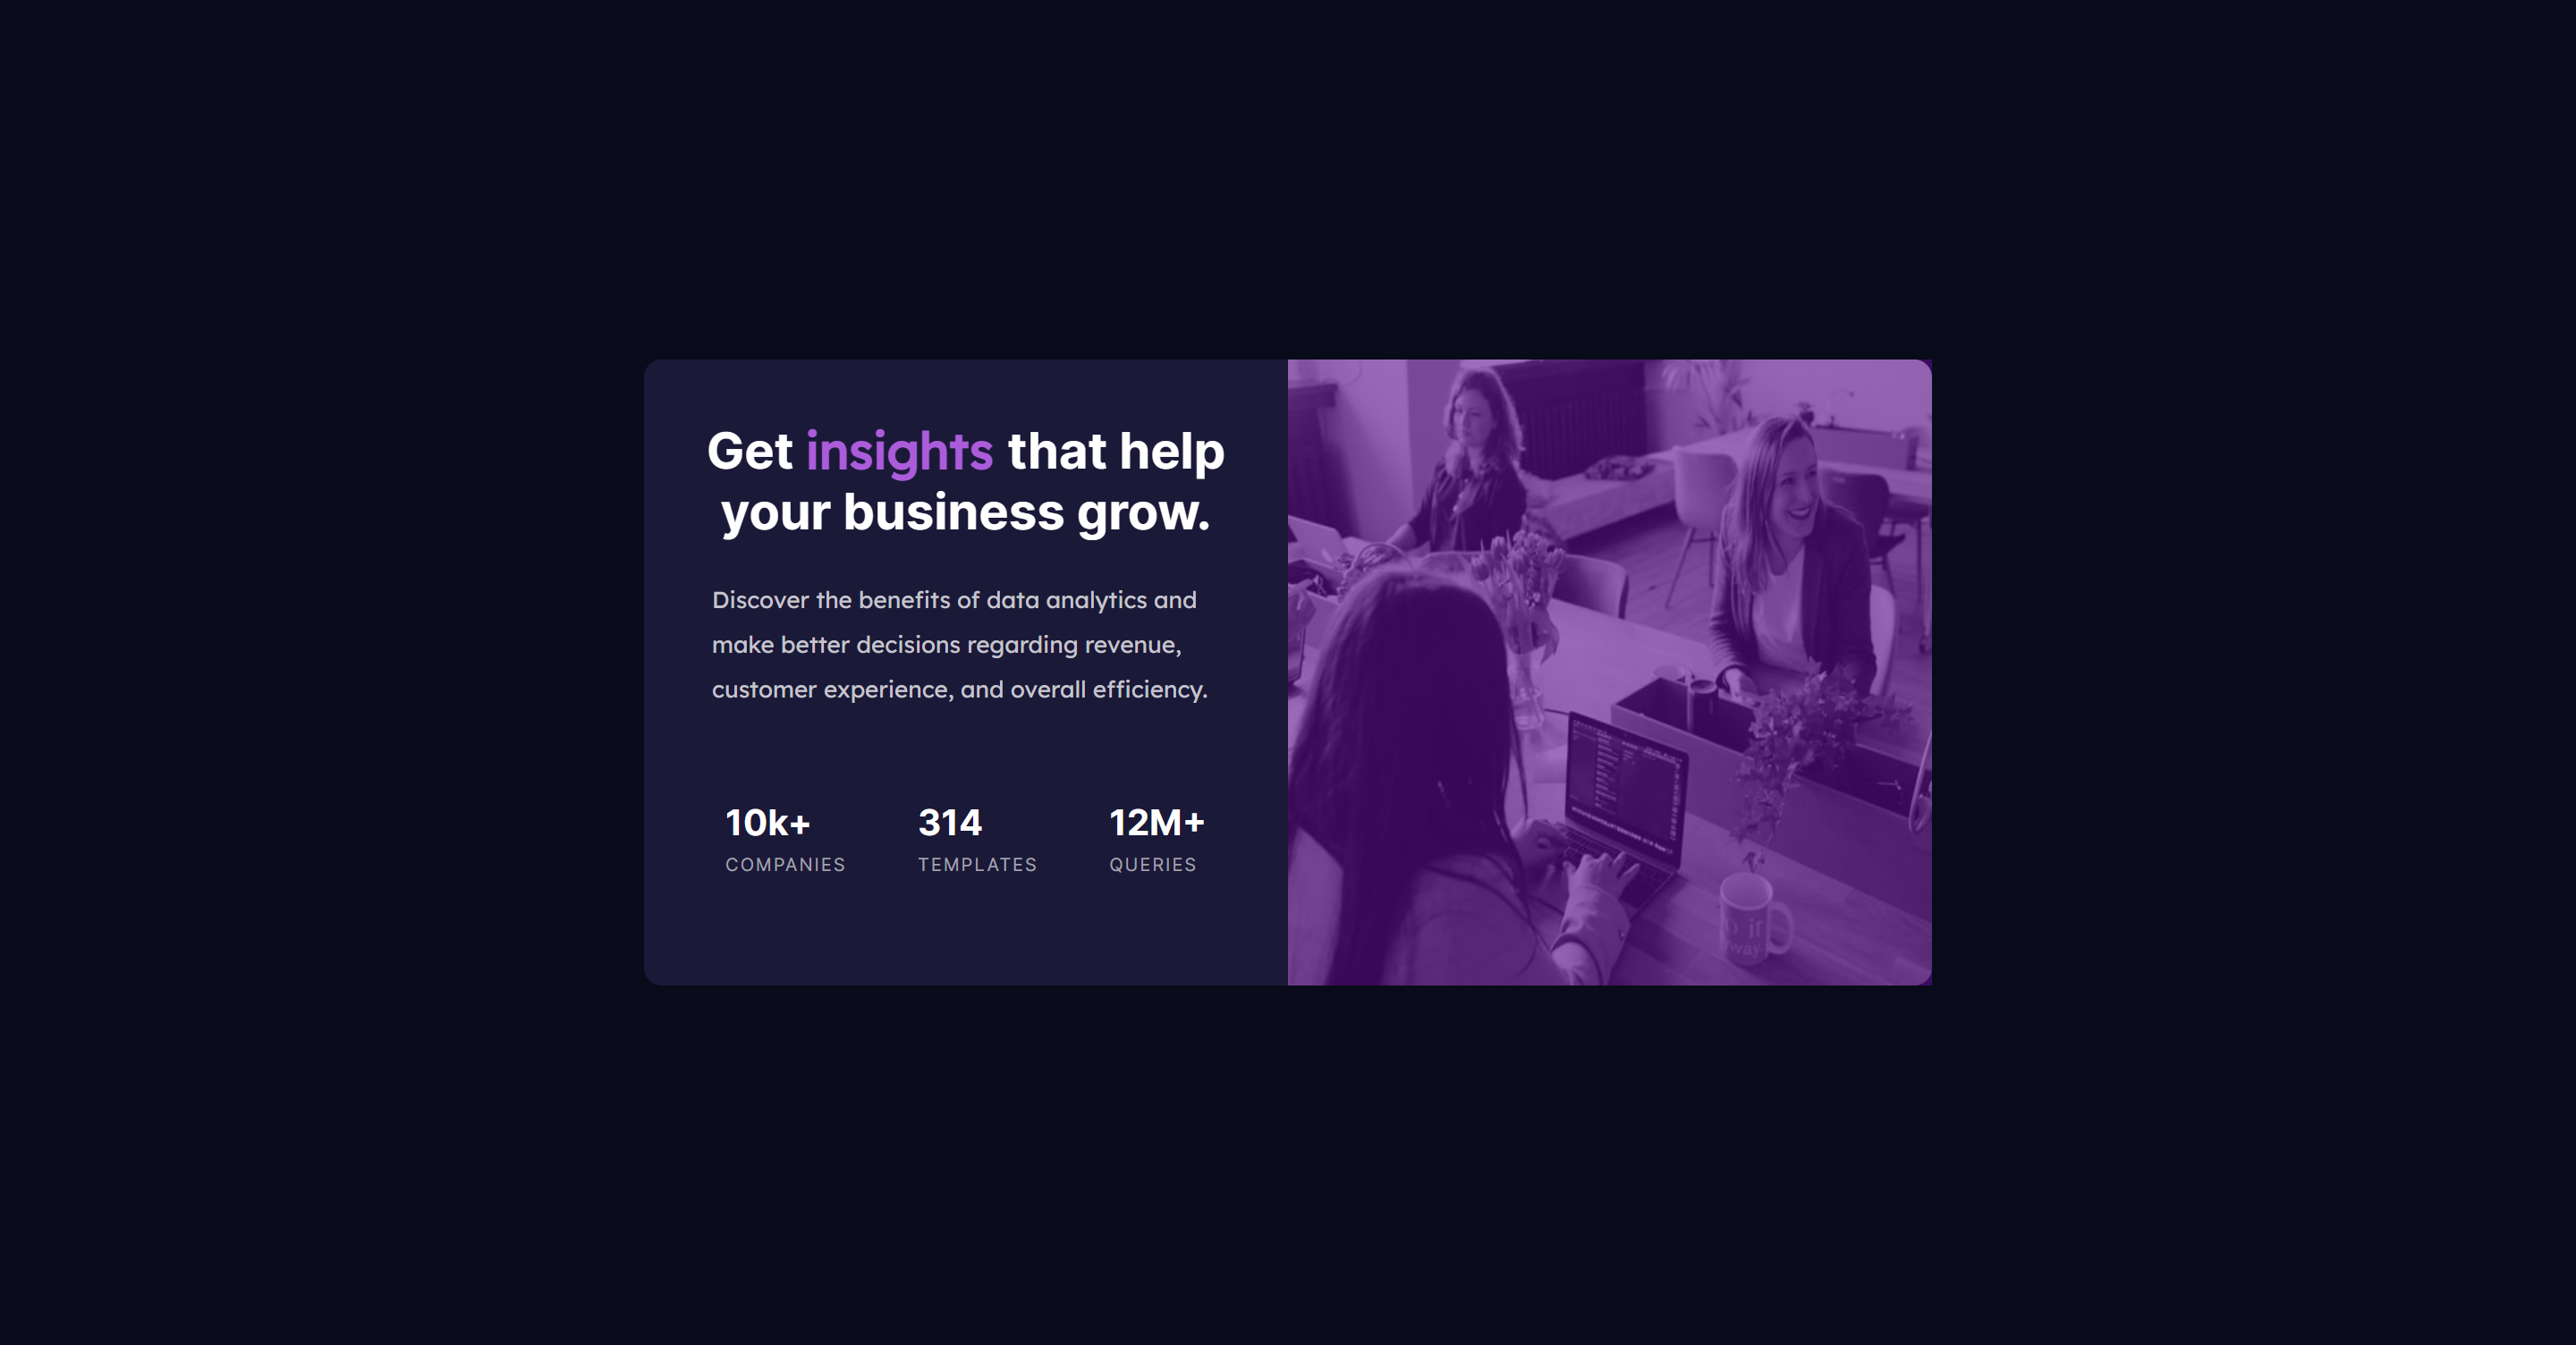 Get insights that help
your business grow.
Discover the benefits of data analytics and
make better decisions regarding revenue,
customer experience, and overall efficiency.
10k+ 314 12M+
COMPANIES TEMPLATES QUERIES